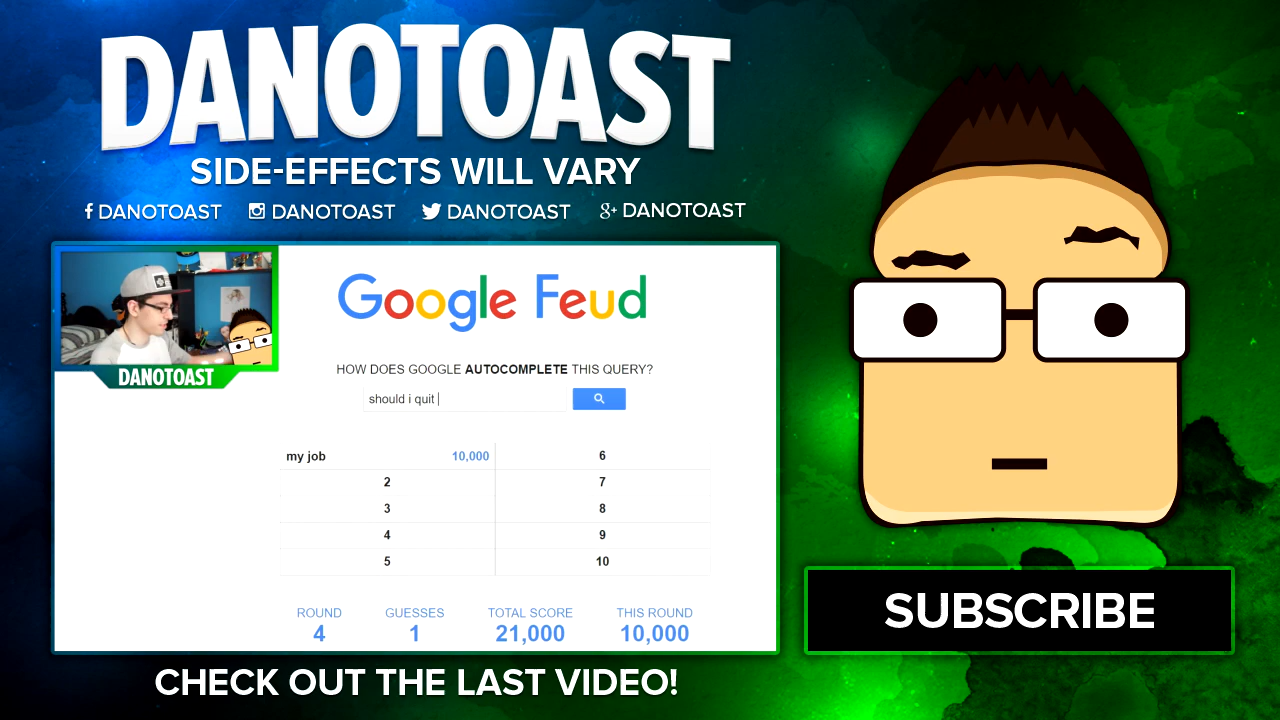 DANOTOAST
SIDE-EFFECTS WILL VARY
f DANOTOAST DANOTOAST DANOTOAST g+ DANOTOAST
DANOTOAST
Google Feud
HOW DOES GOOGLE AUTOCOMPLETE THIS QUERY?
should i quit
my job 10,000 6
2 7
3 8
4 9
5 10
ROUND GUESSES TOTAL SCORE THIS ROUND
4 1 21,000 10,000
SUBSCRIBE
CHECK OUT THE LAST VIDEO!